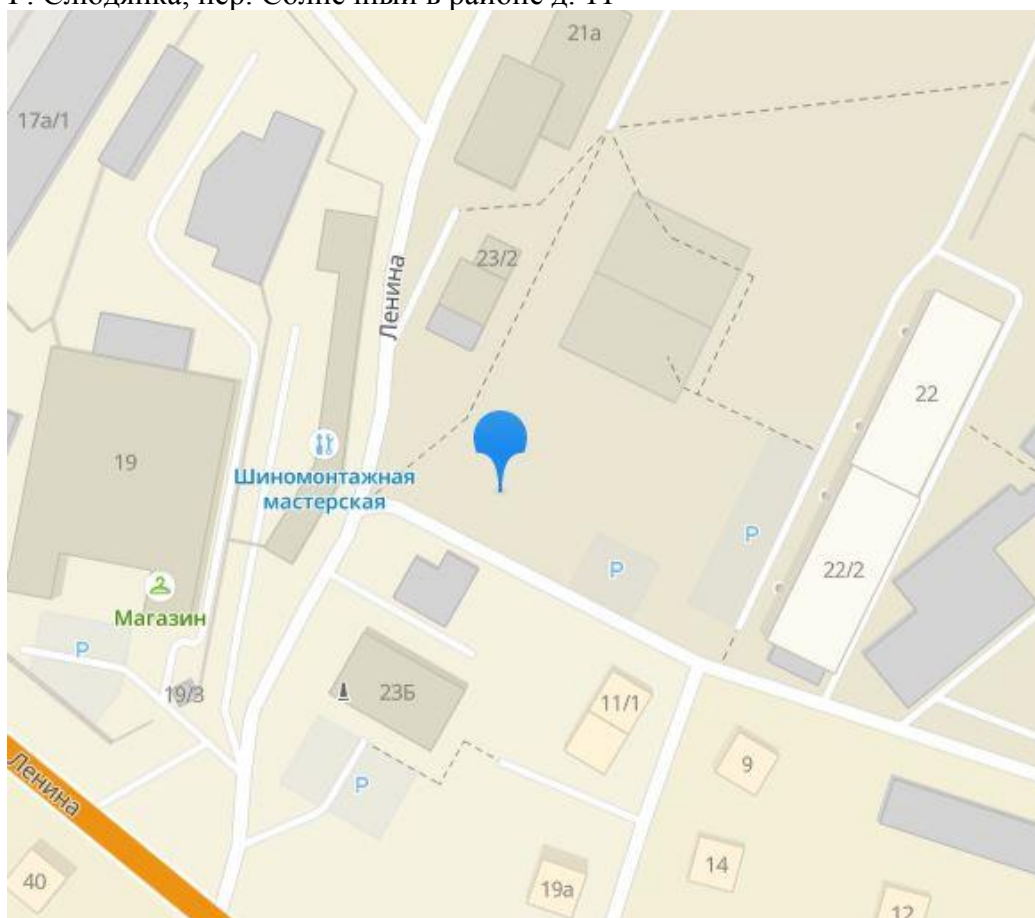 Г. Слюдянка, пер. Солнечный в районе д. 11
21а
17а/1
23/2
Ленина
22
19
Шиномонтажная
мастерская
P
P
22/2
Магазин
P
19/3
23Б
11/1
9
P
Ленина
14
40
19а
12